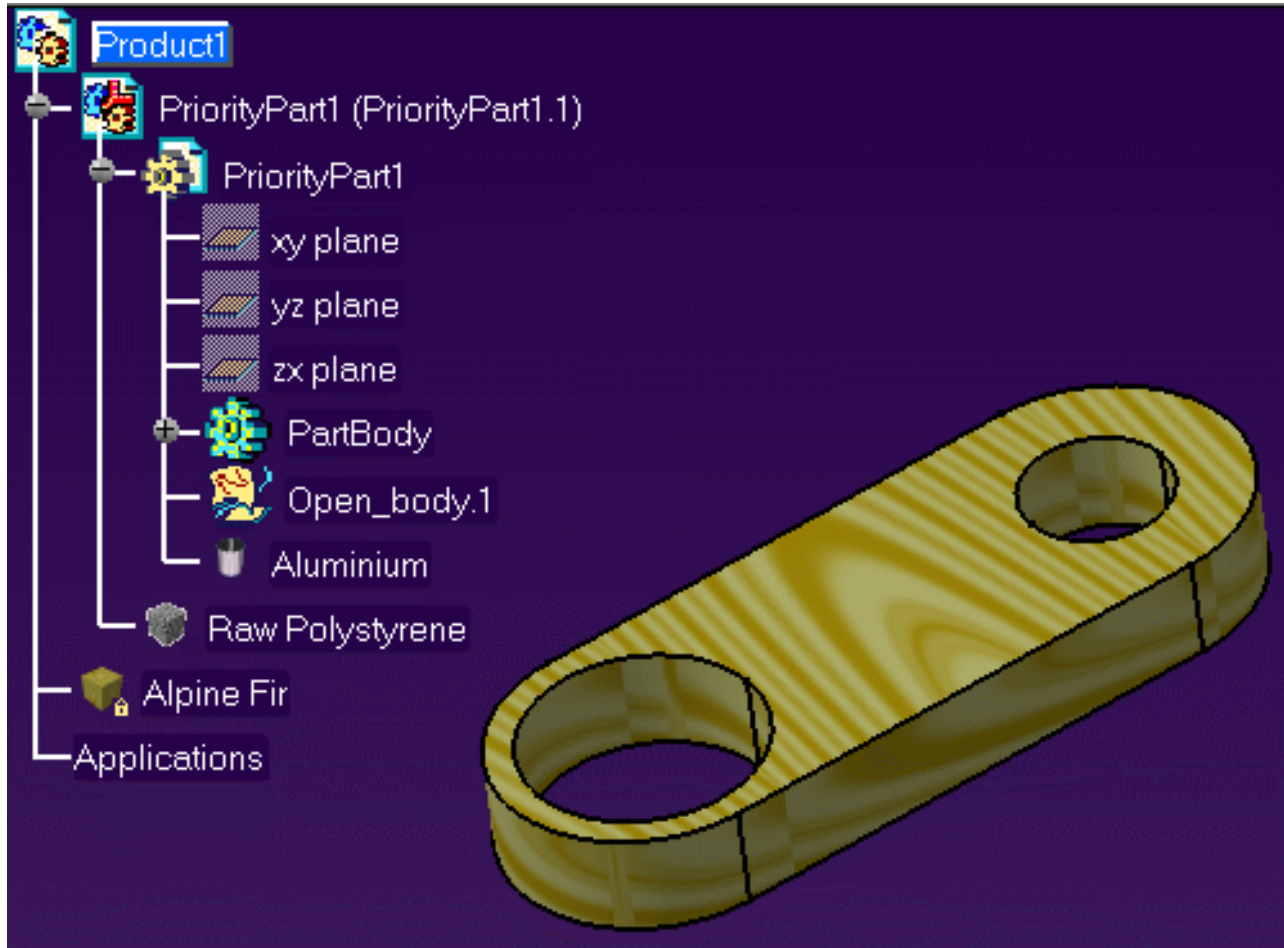 Product1
PriorityPart1 (PriorityPart1.1)
PriorityPart1
xy plane
yz plane
zx plane
PartBody
Open_body.1
Aluminium
Raw Polystyrene
Alpine Fir
Applications